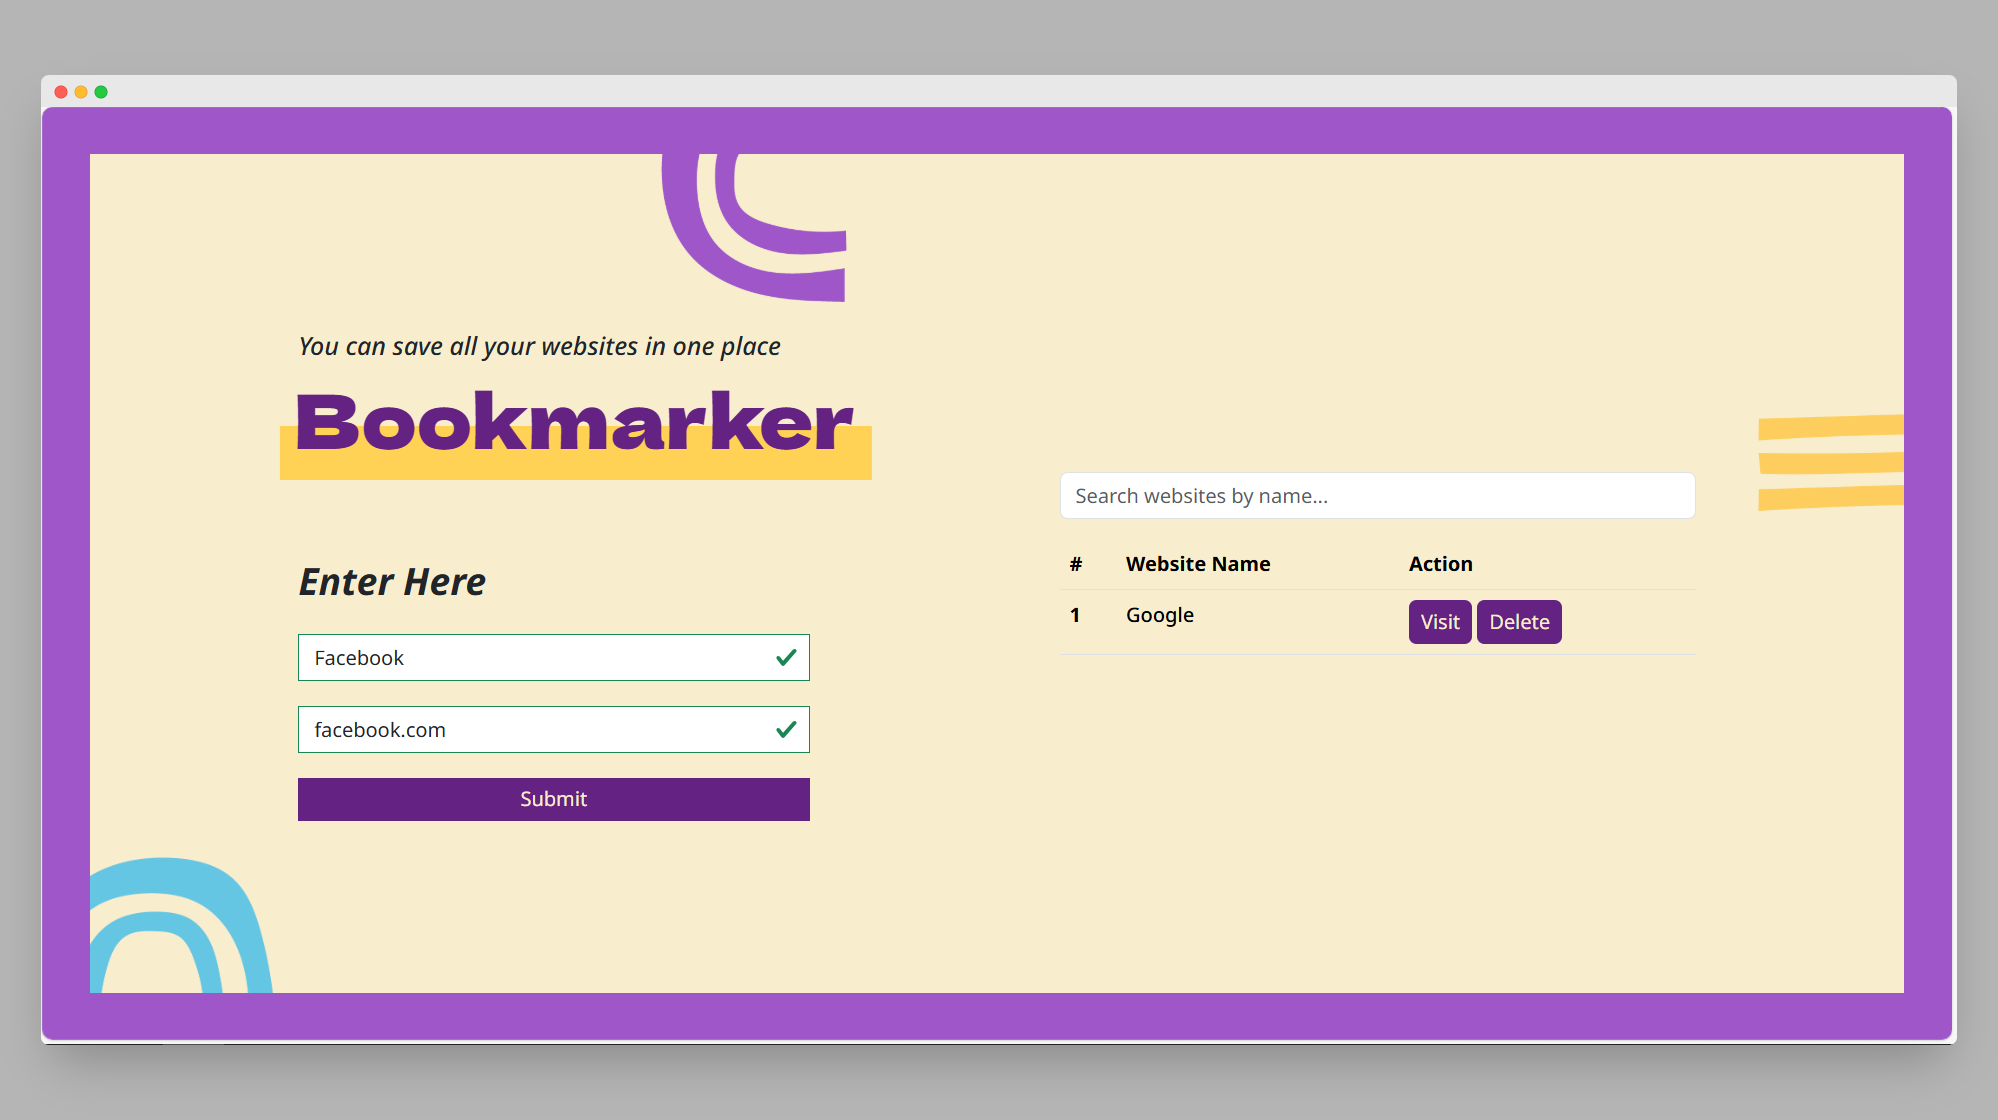 You can save all your websites in one place
Bookmarker
Enter Here
Facebook
facebook.com
Submit
Search websites by name...
# Website Name Action
1 Google Visit Delete